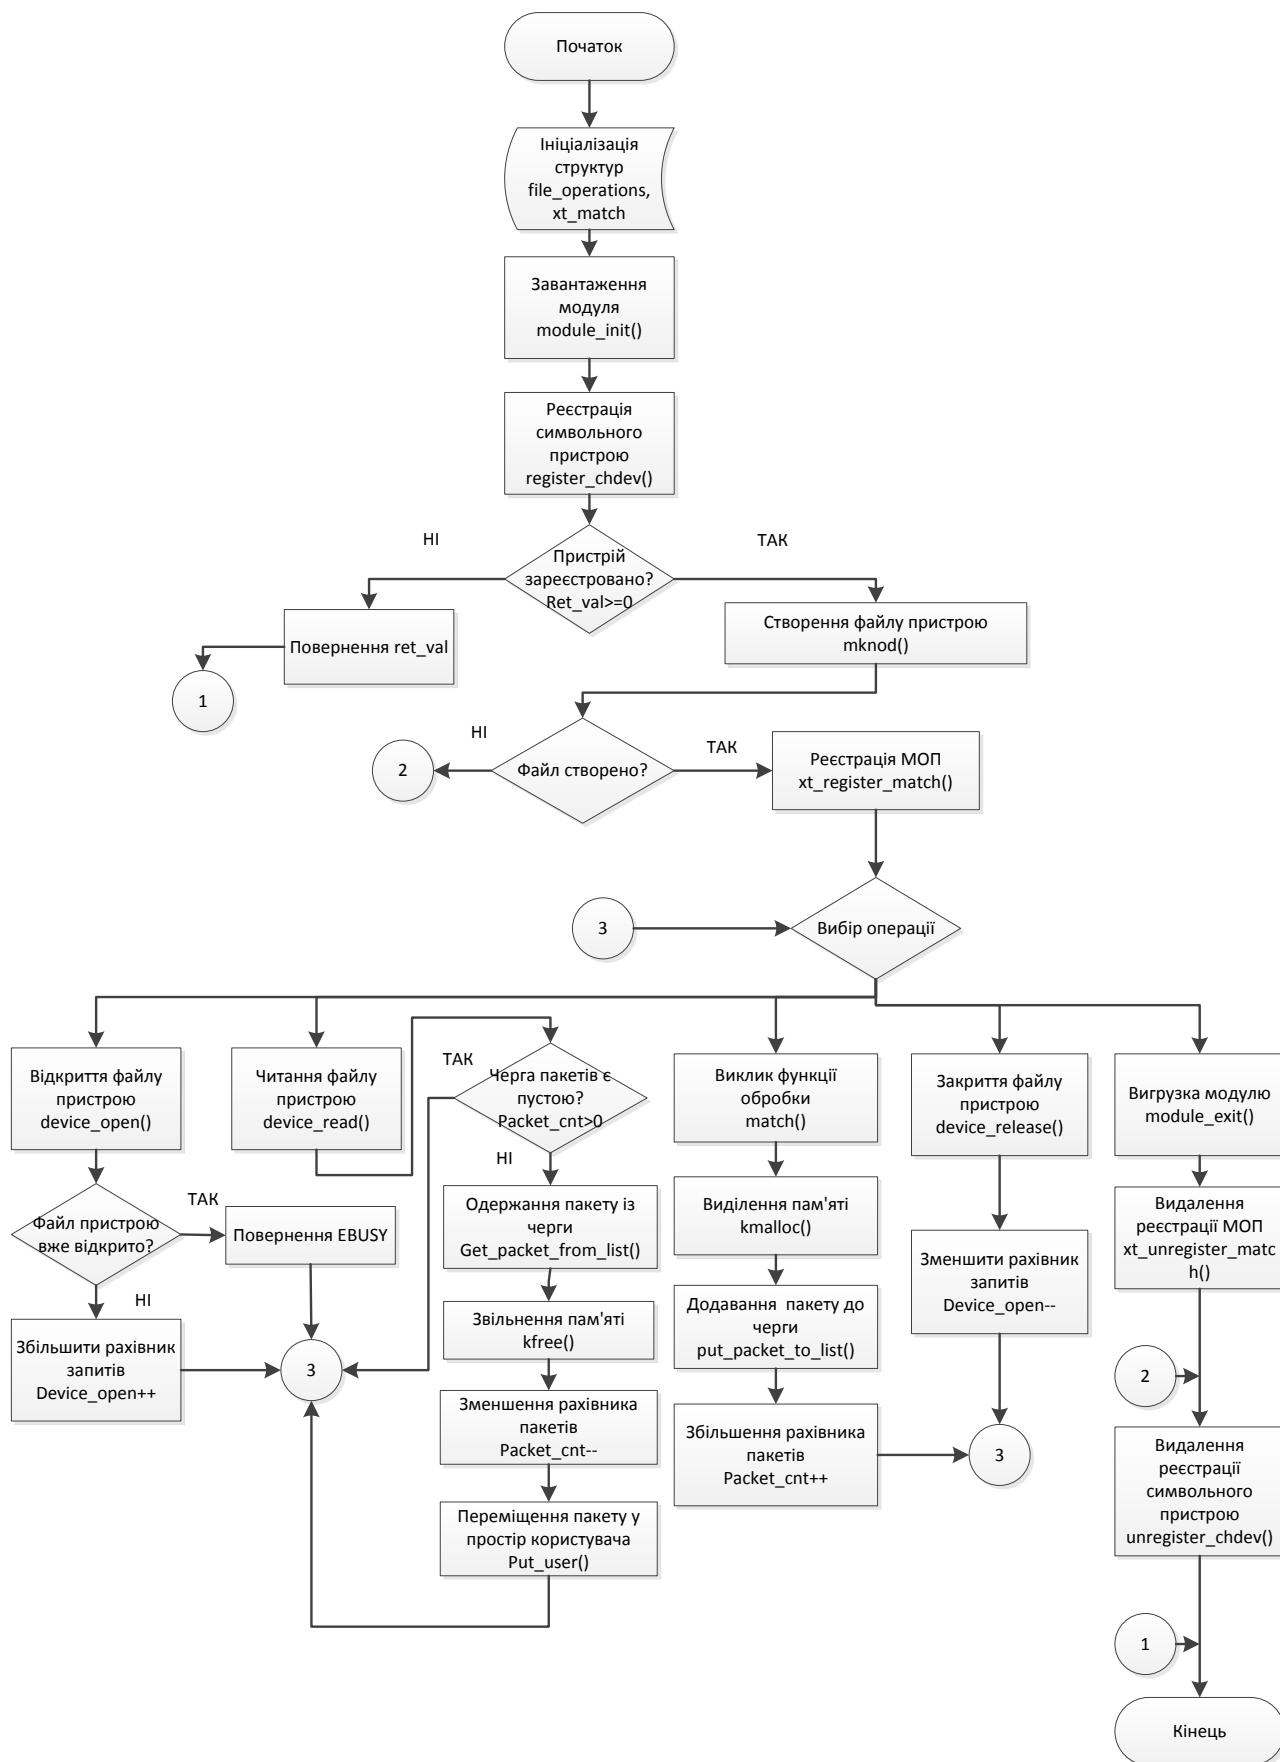 Початок
Ініціалізація
структур
file_operations,
xt_match
Завантаження
модуля
module_init()
Реєстрація
символьного
пристрою
register_chdev()
НІ
ТАК
Пристрій
зареєстровано?
Ret_val>=0
Повернення ret_val
Створення файлу пристрою
mknod()
1
НІ
ТАК
2
Файл створено?
Реєстрація МОП
xt_register_match()
3
Вибір операції
Відкриття файлу
пристрою
device_open()
Читання файлу
пристрою
device_read()
ТАК
Черга пакетів є
пустою?
Packet_cnt>0
НІ
Виклик функції
обробки
match()
Закриття файлу
пристрою
device_release()
Вигрузка модулю
module_exit()
Файл пристрою
вже відкрито?
ТАК
НІ
Повернення EBUSY
Одержання пакету із
черги
Get_packet_from_list()
Виділення пам'яті
kmalloc()
Зменшити рахівник
запитів
Device_open--
Видалення
реєстрації МОП
xt_unregister_matc
h()
Збільшити рахівник
запитів
Device_open++
3
Звільнення пам'яті
kfree()
Додавання  пакету до
черги
put_packet_to_list()
2
Зменшення рахівника
пакетів
Packet_cnt--
Збільшення рахівника
пакетів
Packet_cnt++
3
Видалення
реєстрації
символьного
пристрою
unregister_chdev()
Переміщення пакету у
простір користувача
Put_user()
1
Кінець